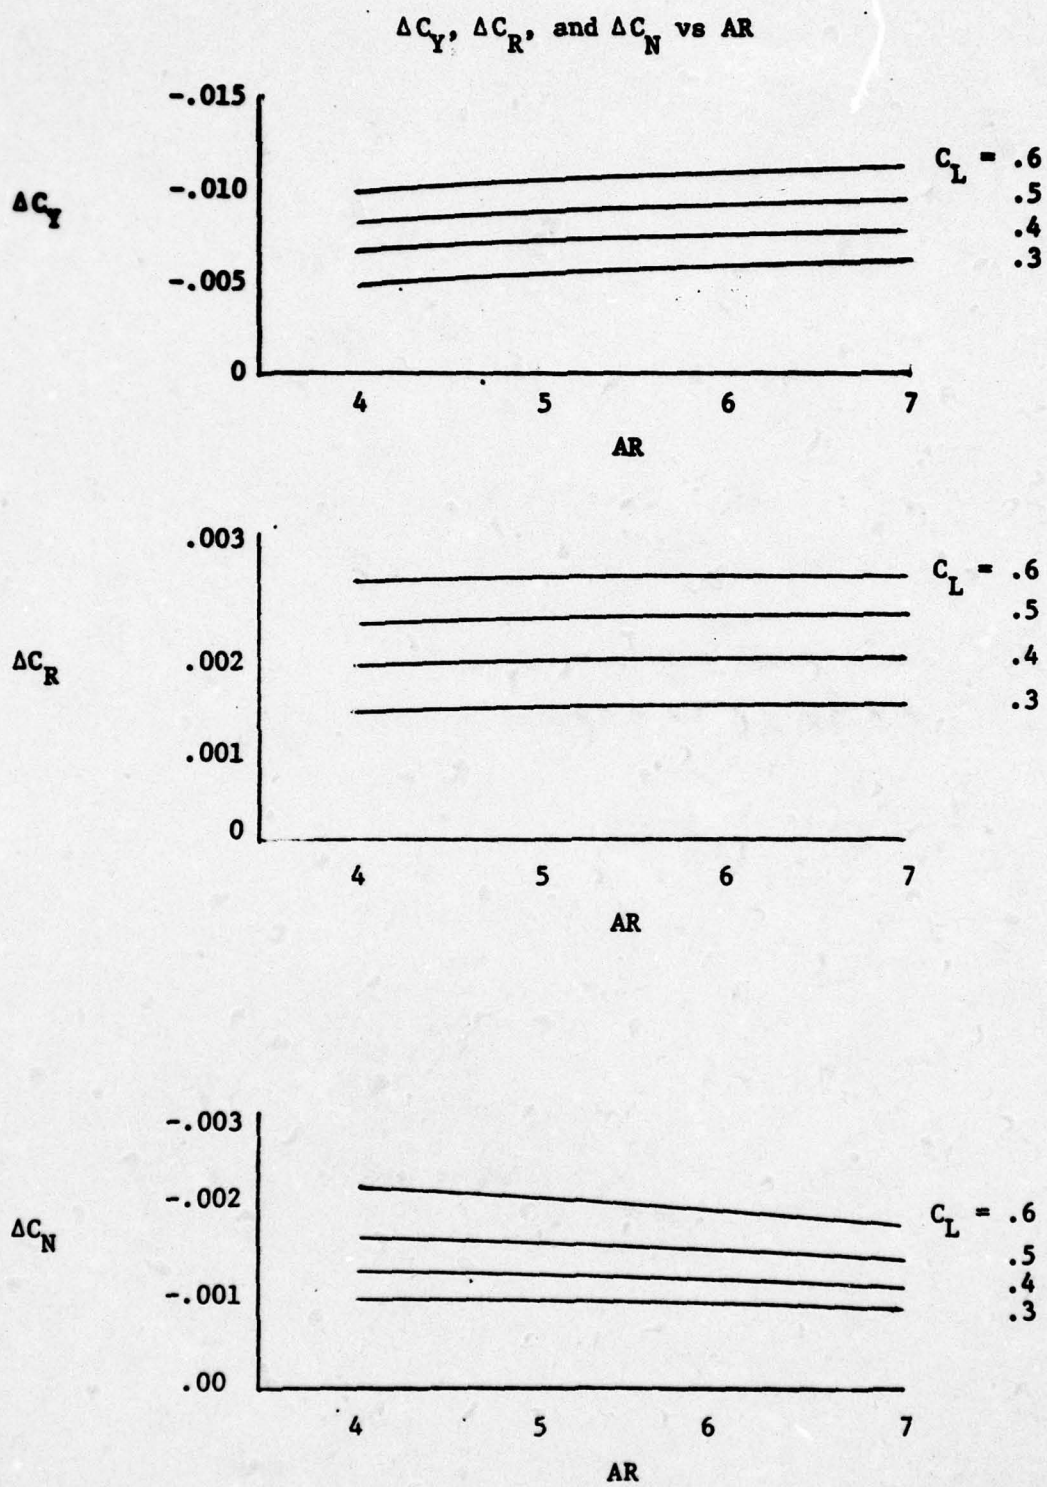 ΔC_Y, ΔC_R, and ΔC_N vs AR
-.015
-.010
-.005
0
ΔC_Y
C_L = .6
.5
.4
.3
4 5 6 7
AR
.003
.002
.001
0
ΔC_R
C_L = .6
.5
.4
.3
4 5 6 7
AR
-.003
-.002
-.001
.00
ΔC_N
C_L = .6
.5
.4
.3
4 5 6 7
AR